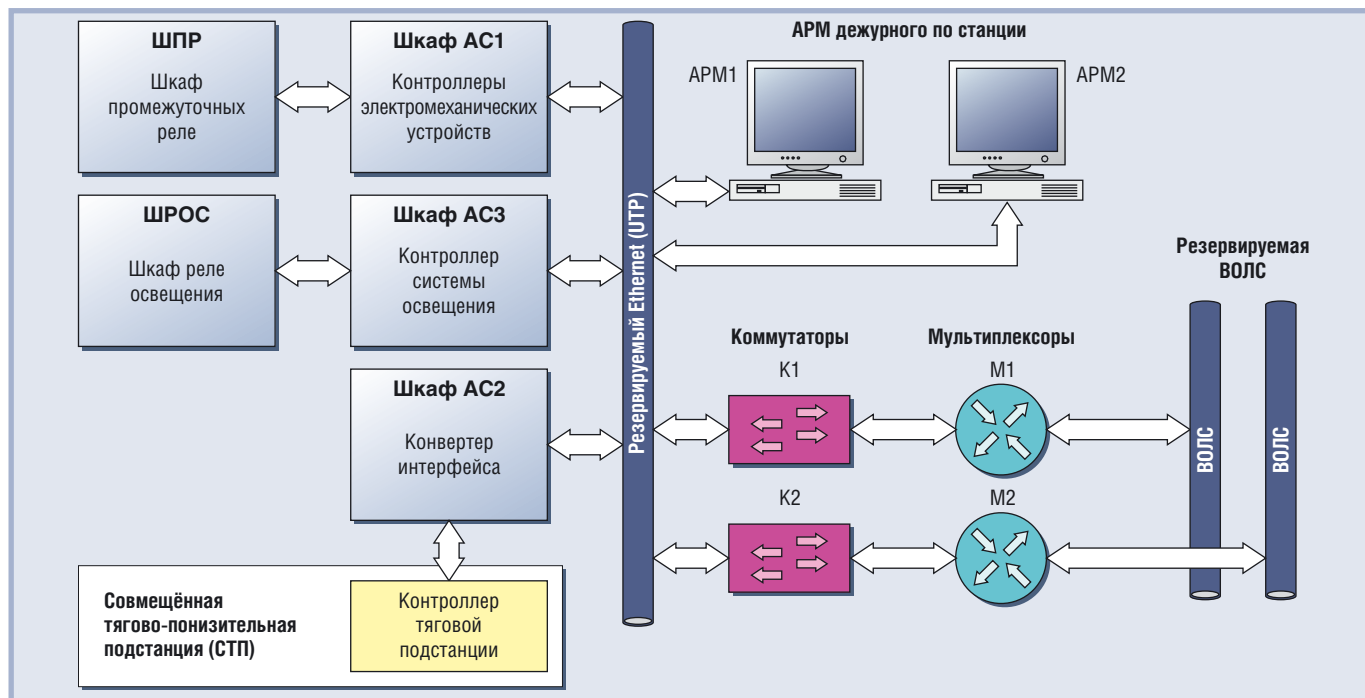 ШПР
Шкаф
промежуточных
реле
Шкаф АС1
Контроллеры
электромеханических
устройств
АРМ дежурного по станции
АРМ1
АРМ2
ШРОС
Шкаф реле
освещения
Шкаф АС3
Контроллер
системы
освещения
Резервируемый Ethernet (UTP)
Резервируемая
ВОЛС
Коммутаторы
Мультиплексоры
К1
М1
Шкаф АС2
Конвертер
интерфейса
ВОЛС
ВОЛС
К2
М2
Совмещённая
тягово-понизительная
подстанция (СТП)
Контроллер
тяговой
подстанции